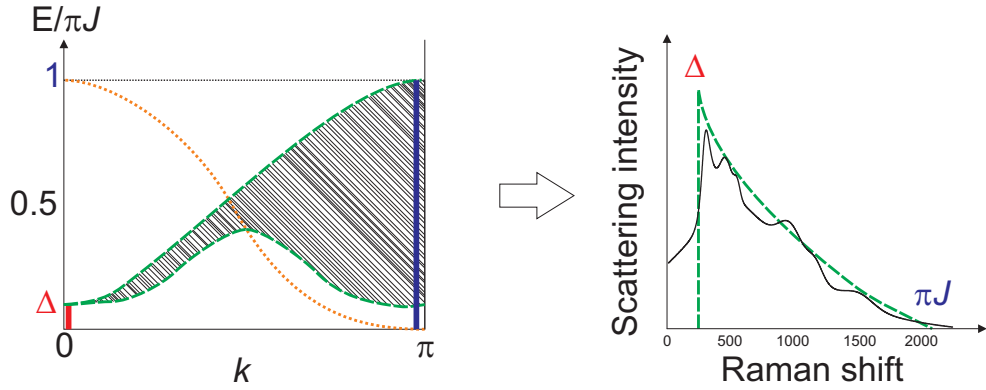 E/πJ
1
0.5
Δ
0
π
k
Scattering intensity
Δ
πJ
0
500
1000
1500
2000
Raman shift